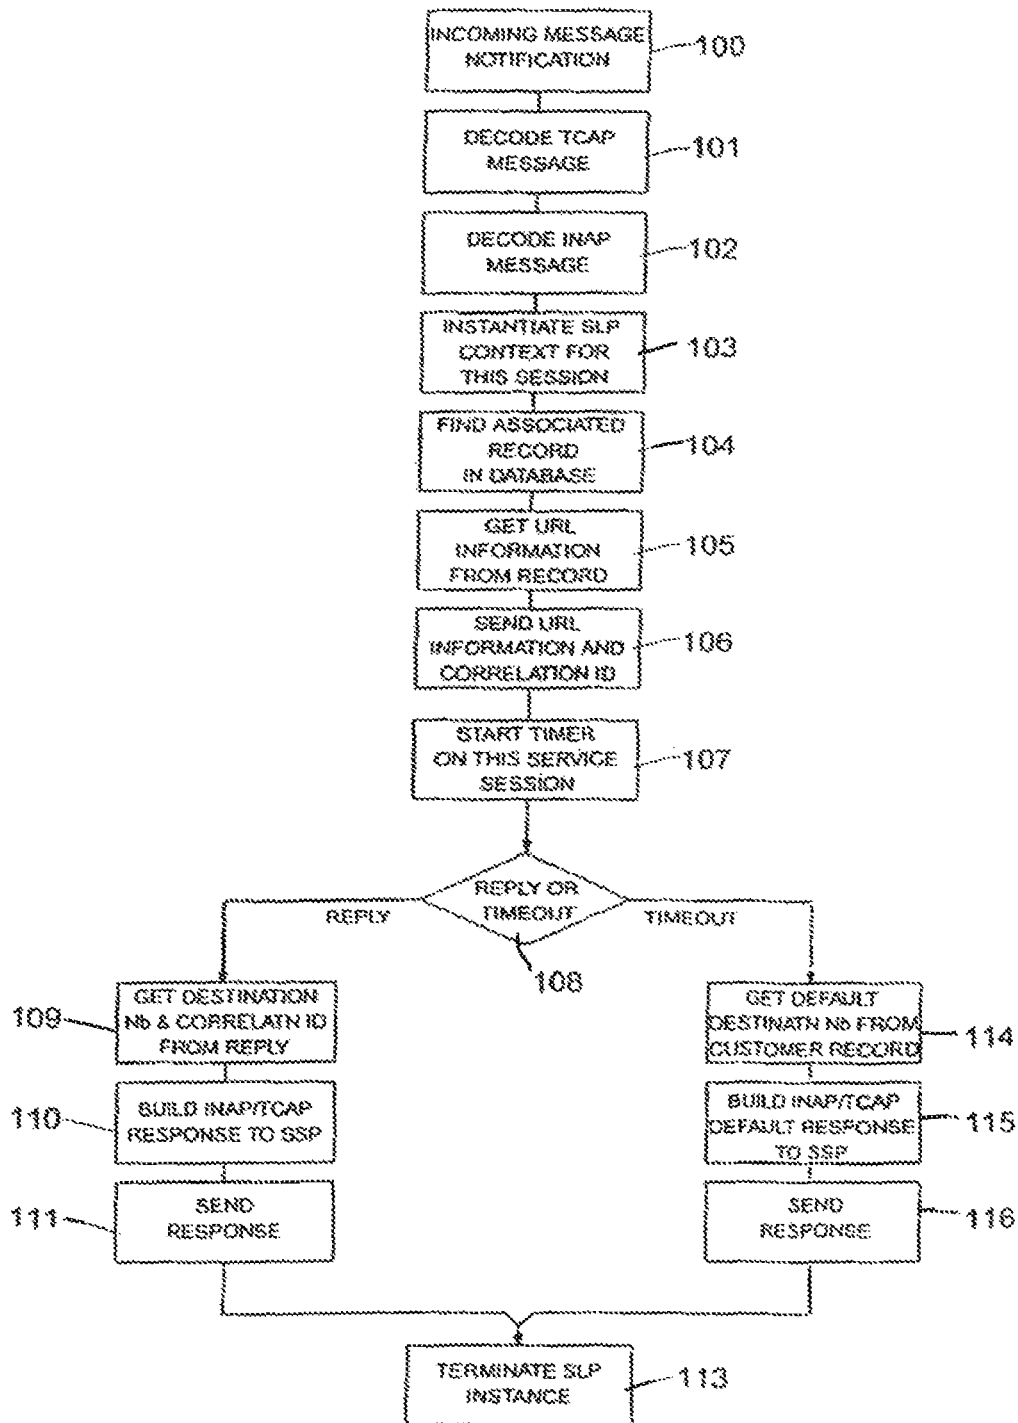 INCOMING MESSAGE
NOTIFICATION
100
DECODE TCAP
MESSAGE
101
DECODE INAP
MESSAGE
102
INSTANTIATE SLP
CONTEXT FOR
THIS SESSION
103
FIND ASSOCIATED
RECORD
IN DATABASE
104
GET URL
INFORMATION
FROM RECORD
105
SEND URL
INFORMATION AND
CORRELATION ID
106
START TIMER
ON THIS SERVICE
SESSION
107
REPLY OR
TIMEOUT
REPLY
TIMEOUT
108
109
GET DESTINATION
Nb & CORRELATN ID
FROM REPLY
GET DEFAULT
DESTINATN Nb FROM
CUSTOMER RECORD
114
110
BUILD INAP/TCAP
RESPONSE TO SSP
BUILD INAP/TCAP
DEFAULT RESPONSE
TO SSP
115
111
SEND
RESPONSE
SEND
RESPONSE
116
TERMINATE SLP
INSTANCE
113